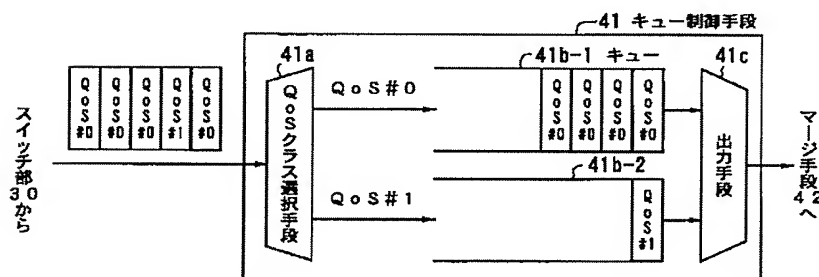 41 キュー制御手段
41a
41b-1 キュー
41c
QoS#0
QoS#0
QoS#0
QoS#1
QoS#0
スイッチ部30から
QoSクラス選択手段
QoS#0
QoS#0
QoS#0
QoS#0
QoS#0
出力手段
マージ手段42へ
41b-2
QoS#1
QoS#1